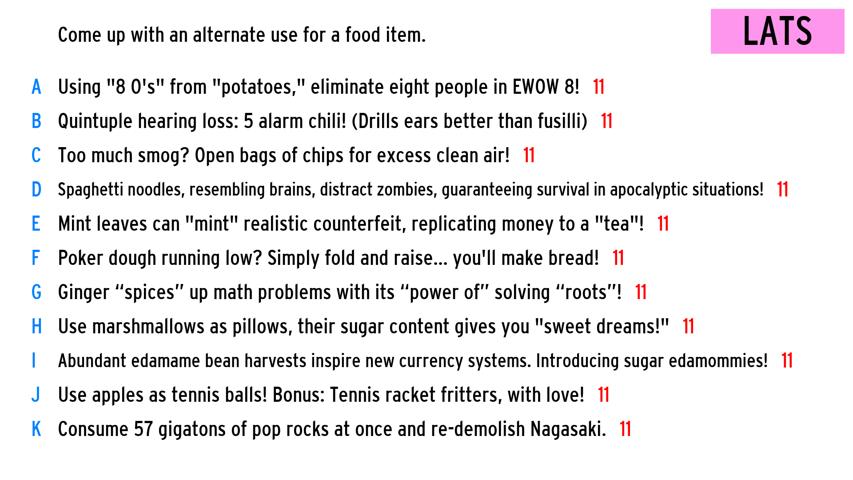 Come up with an alternate use for a food item.
LATS
A Using "8 O's" from "potatoes," eliminate eight people in EWOW 8! 11
B Quintuple hearing loss: 5 alarm chili! (Drills ears better than fusilli) 11
C Too much smog? Open bags of chips for excess clean air! 11
D Spaghetti noodles, resembling brains, distract zombies, guaranteeing survival in apocalyptic situations! 11
E Mint leaves can "mint" realistic counterfeit, replicating money to a "tea"! 11
F Poker dough running low? Simply fold and raise... you'll make bread! 11
G Ginger “spices” up math problems with its “power of” solving “roots”! 11
H Use marshmallows as pillows, their sugar content gives you "sweet dreams!" 11
I Abundant edamame bean harvests inspire new currency systems. Introducing sugar edamommies! 11
J Use apples as tennis balls! Bonus: Tennis racket fritters, with love! 11
K Consume 57 gigatons of pop rocks at once and re-demolish Nagasaki. 11